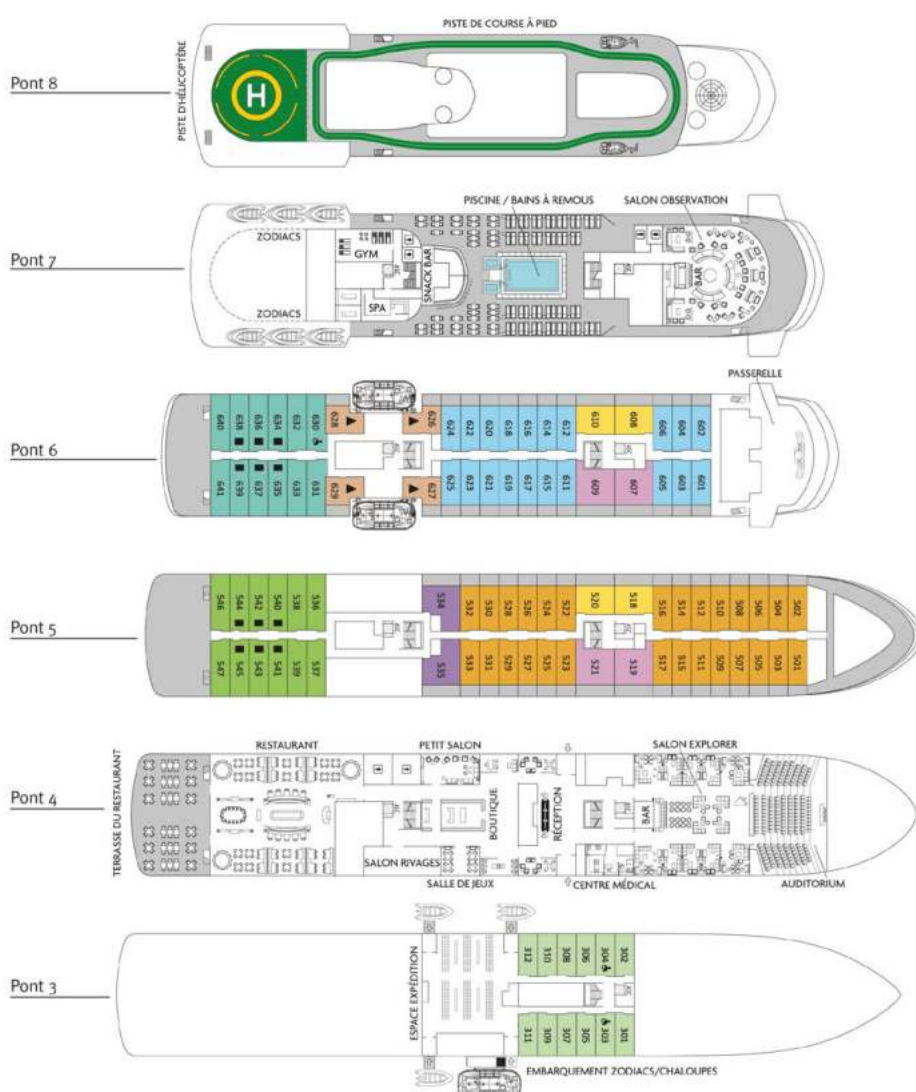 PISTE DE COURSE À PIED
Pont 8
PISTE D'HÉLICOPTÈRE
H
PISCINE / BAINS À REMOUS
SALON OBSERVATION
Pont 7
ZODIACS
GYM
SNACK BAR
BAR
SPA
ZODIACS
PASSERELLE
Pont 6
640 638 636 634 632 630 628 626 624 622 620 618 616 614 612 610 608 606 604 602
641 639 637 635 633 631 629 627 625 623 621 619 617 615 611 609 607 605 603 601
Pont 5
546 544 542 540 538 536 534 532 530 528 526 524 522 520 518 516 514 512 510 508 506 504 502
547 545 543 541 539 537 535 533 531 529 527 525 523 521 519 517 515 511 509 507 505 503 501
TERRASSE DU RESTAURANT
RESTAURANT
PETIT SALON
SALON EXPLORER
Pont 4
BOUTIQUE
RÉCEPTION
BAR
SALON RIVAGES
SALLE DE JEUX
CENTRE MÉDICAL
AUDITORIUM
Pont 3
ESPACE EXPÉDITION
312 310 308 306 304 302
311 309 307 305 303 301
EMBARQUEMENT ZODIACS/CHALOUPES